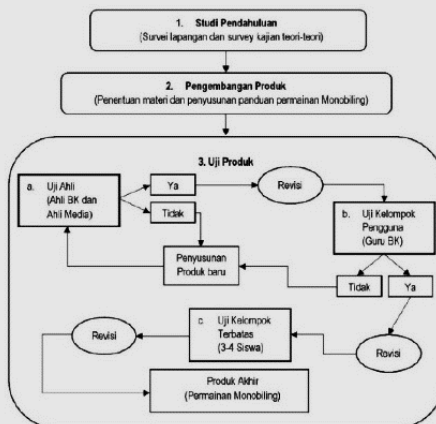 1. Studi Pendahuluan
(Survei lapangan dan survey kajian teori-teori)
2. Pengembangan Produk
(Penentuan materi dan penyusunan panduan permainan Monobiling)
3. Uji Produk
a. Uji Ahli
(Ahli BK dan
Ahli Media)
Ya
Tidak
Revisi
b. Uji Kelompok
Pengguna
(Guru BK)
Penyusunan
Produk baru
Tidak
Ya
Revisi
c. Uji Kelompok
Terbatas
(3-4 Siswa)
Revisi
Produk Akhir
(Permainan Monobiling)